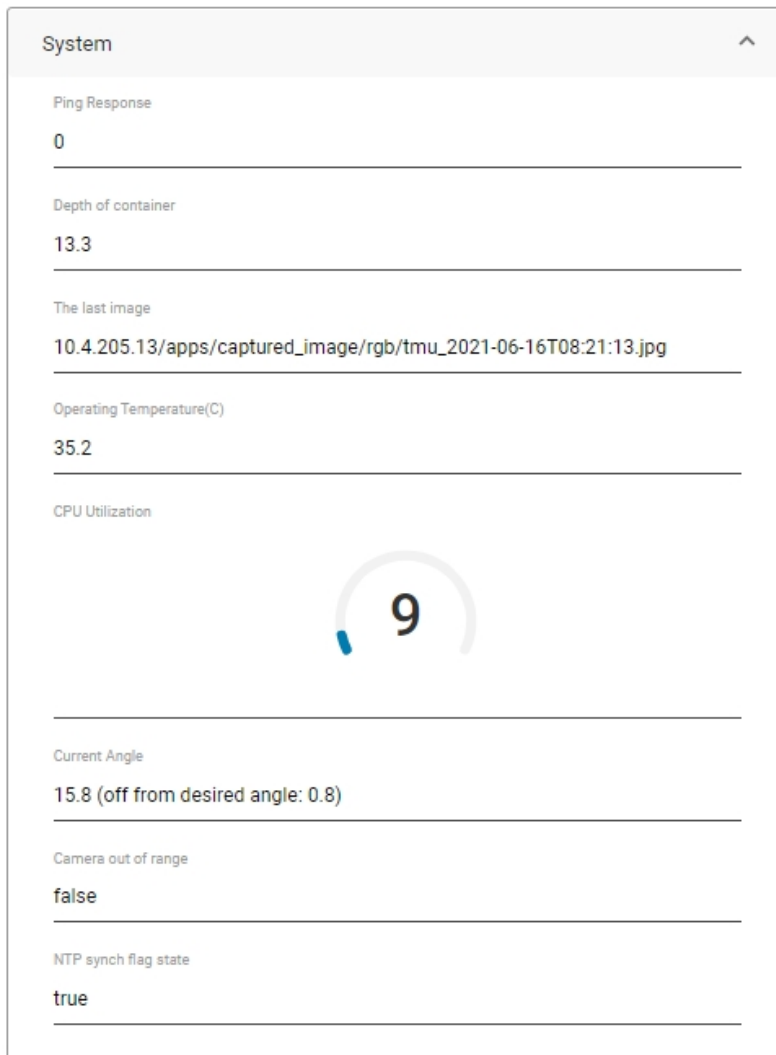 System
Ping Response
0
Depth of container
13.3
The last image
10.4.205.13/apps/captured_image/rgb/tmu_2021-06-16T08:21:13.jpg
Operating Temperature(C)
35.2
CPU Utilization
9
Current Angle
15.8 (off from desired angle: 0.8)
Camera out of range
false
NTP synch flag state
true